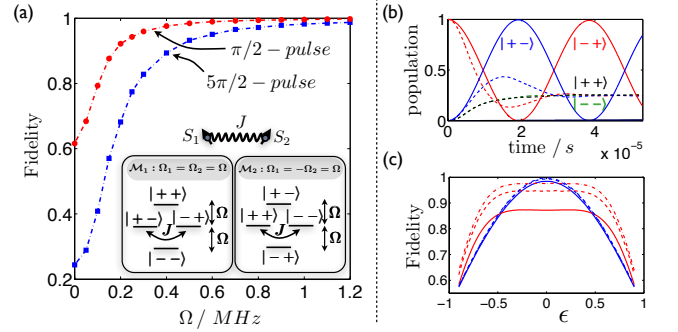 (a)
1
0.8
0.6
0.4
0.2
Fidelity
0
0.2
0.4
0.6
0.8
1.0
1.2
Ω / MHz
π/2 − pulse
5π/2 − pulse
J
S₁
S₂
M₁ : Ω₁ = Ω₂ = Ω
| + +⟩
| + −⟩
| − +⟩
J
| − −⟩
Ω
Ω
M₂ : Ω₁ = −Ω₂ = Ω
| + −⟩
| + +⟩
| − −⟩
J
| − +⟩
Ω
Ω
(b)
population
1
0.5
0
| + −⟩
| − +⟩
| + +⟩
| − −⟩
0
2
4
time / s
x 10⁻⁵
(c)
Fidelity
1
0.9
0.8
0.7
0.6
−1
−0.5
0
0.5
1
ϵ